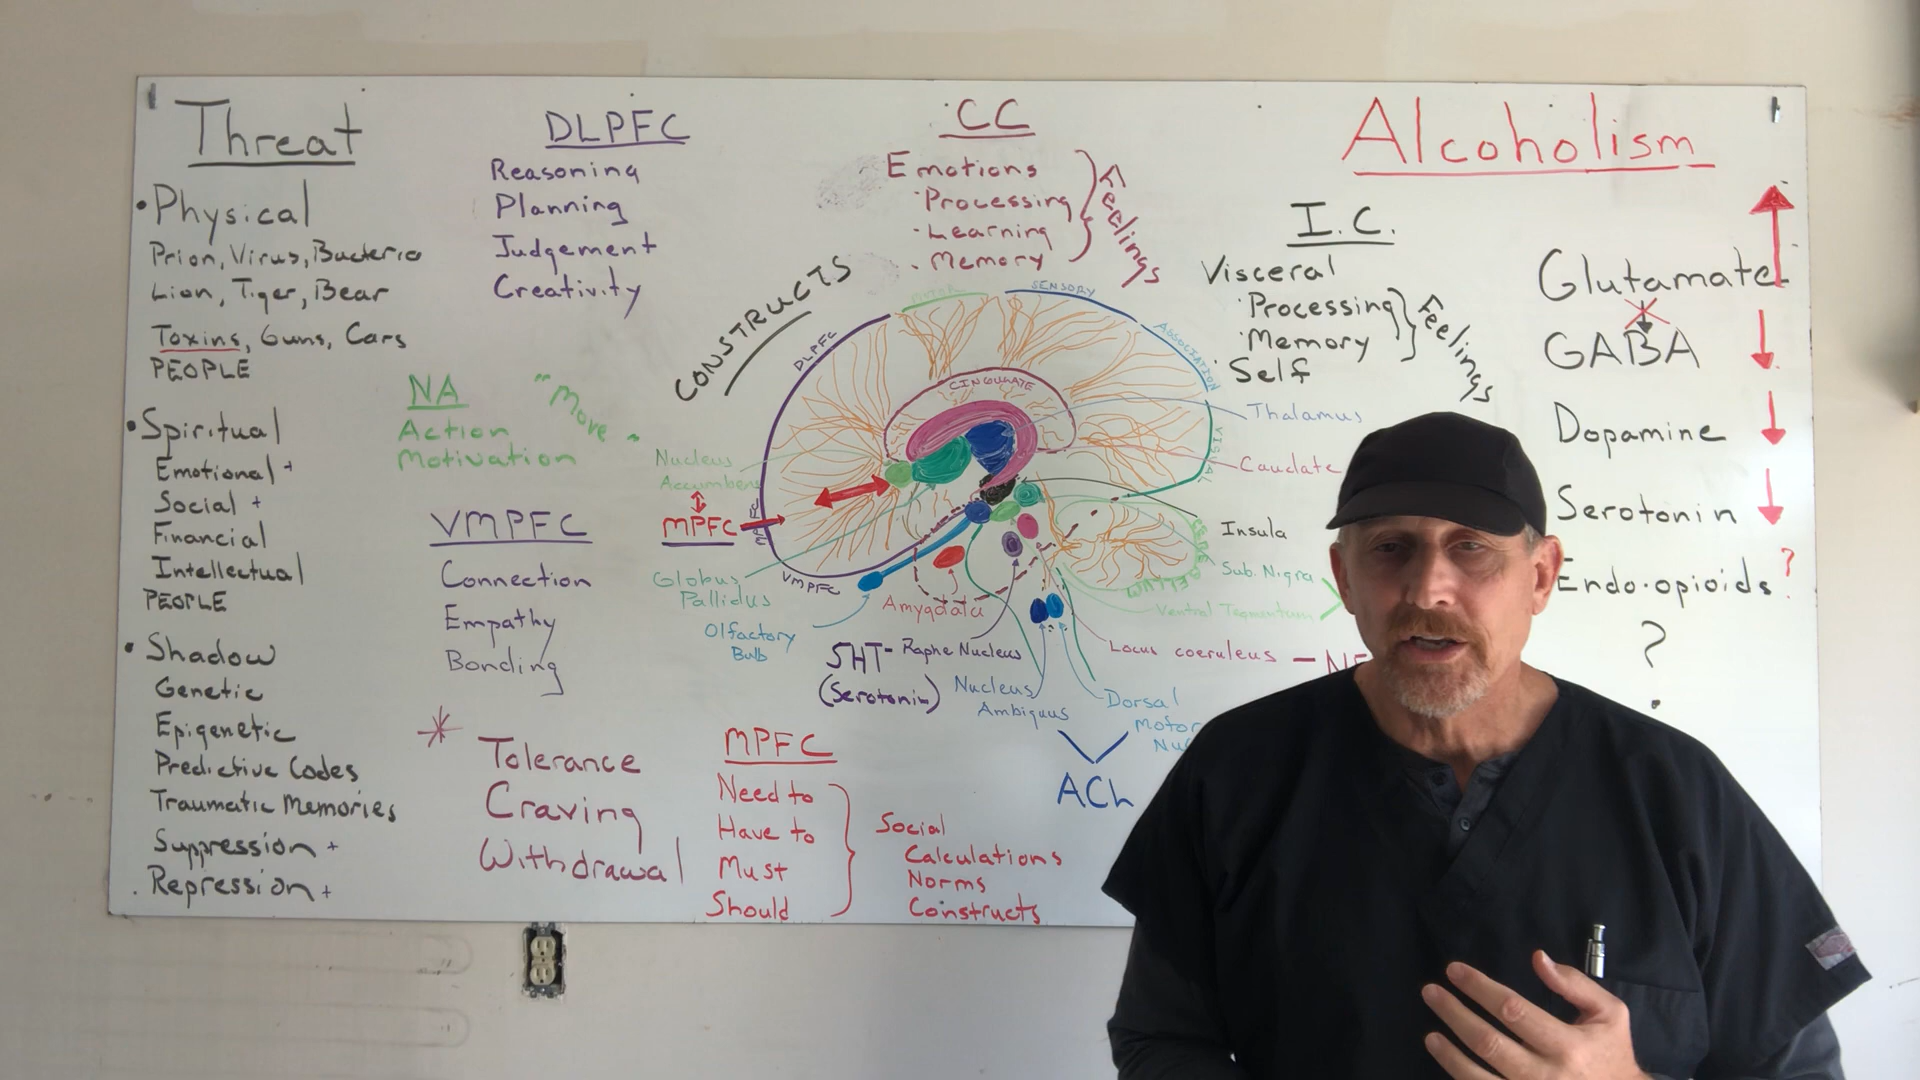 Threat
• Physical
Prion, Virus, Bacteria
Lion, Tiger, Bear
Toxins, Guns, Cars
PEOPLE
• Spiritual
Emotional +
Social +
Financial
Intellectual
PEOPLE
• Shadow
Genetic
Epigenetic
Predictive Codes
Traumatic Memories
Suppression +
. Repression +
DLPFC
Reasoning
Planning
Judgement
Creativity
NA
Action
Motivation
"Move"
VMPFC
Connection
Empathy
Bonding
* Tolerance
Craving
Withdrawal
CC
Emotions
· Processing
· Learning
· Memory
Feelings
CONSTRUCTS
DLPFC
MOTOR
SENSORY
ASSOCIATION
VISUAL
CINGULATE
CEREBELLUM
VMPFC
Nucleus
Accumbens
MPFC
Globus
Pallidus
Olfactory
Bulb
Amygdala
5HT- Raphe Nucleus
(Serotonin)
Nucleus
Ambiguus
Thalamus
Caudate
Insula
Sub. Nigra
Ventral Tegmentum
Locus coeruleus — NE
Dorsal
Motor
Nu
ACh
MPFC
Need to
Have to
Must
Should
Social
Calculations
Norms
Constructs
I.C.
Visceral
· Processing
· Memory
· Self
Feelings
Alcoholism
Glutamate
GABA
Dopamine
Serotonin
Endo·opioids ?
?